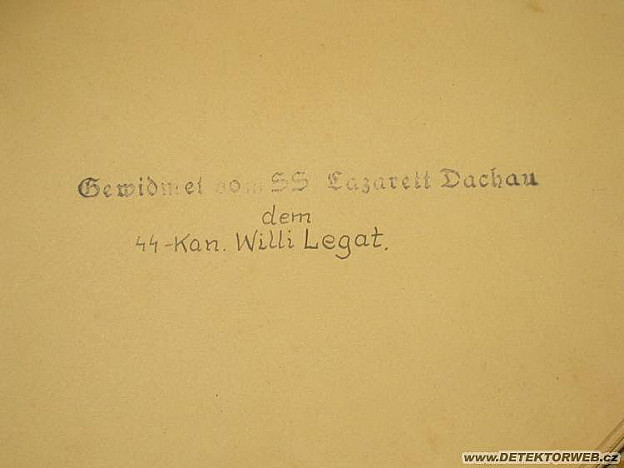 Gewidmet vom SS Lazarett Dachau
dem
44-Kan. Willi Legat.
www.DETEKTORWEB.cz